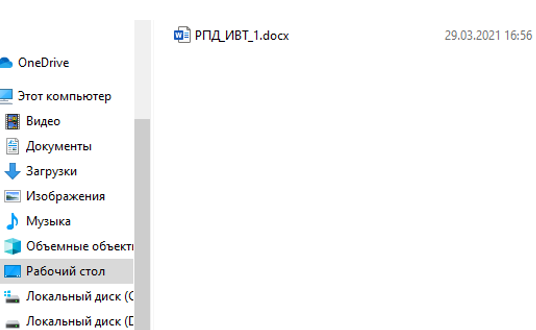 РПД_ИВТ_1.docx 29.03.2021 16:56
OneDrive
Этот компьютер
Видео
Документы
Загрузки
Изображения
Музыка
Объемные объект
Рабочий стол
Локальный диск (C
Локальный диск (D